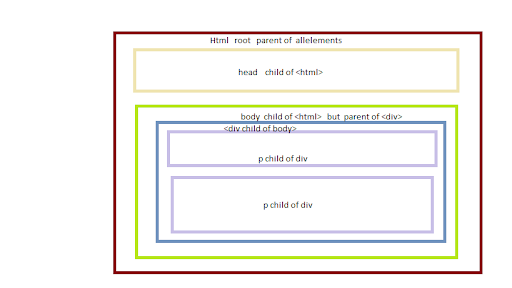 Html root parent of allelements
head child of <html>
body child of <html> but parent of <div>
<div child of body>
p child of div
p child of div